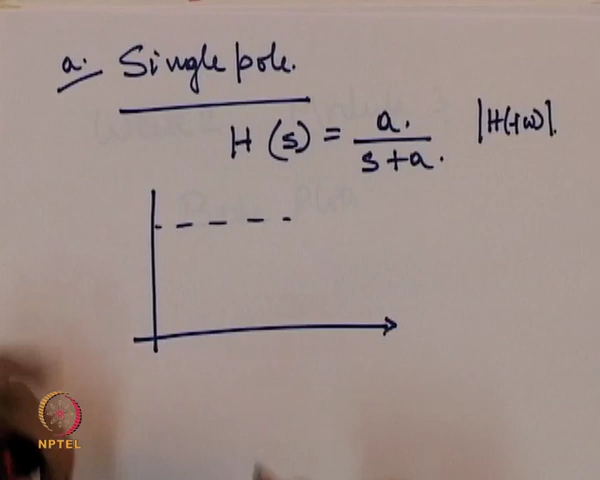 a. Single pole.
H(s) = a. / s+a. |H(jω)|.
NPTEL